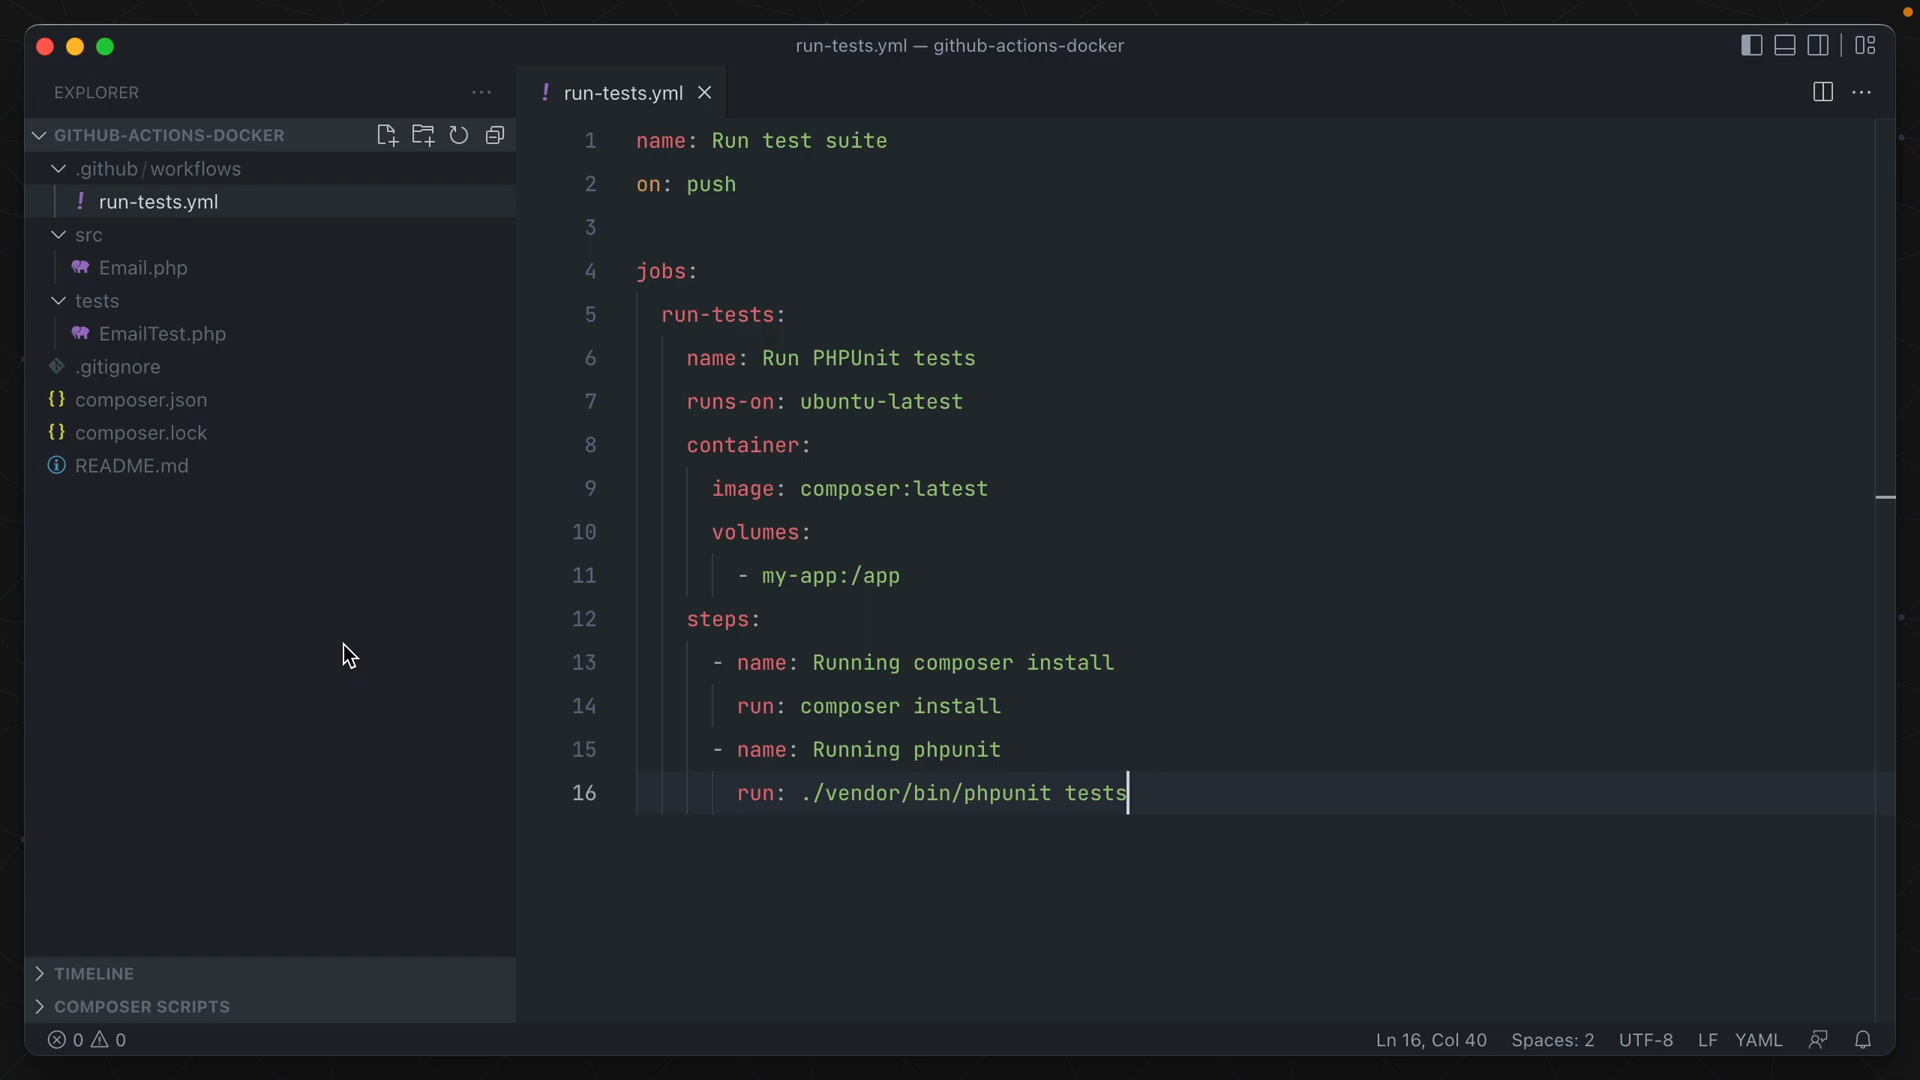 run-tests.yml — github-actions-docker
EXPLORER
run-tests.yml
GITHUB-ACTIONS-DOCKER
.github/workflows
run-tests.yml
src
Email.php
tests
EmailTest.php
.gitignore
composer.json
composer.lock
README.md
TIMELINE
COMPOSER SCRIPTS
1 name: Run test suite
2 on: push
3
4 jobs:
5 run-tests:
6 name: Run PHPUnit tests
7 runs-on: ubuntu-latest
8 container:
9 image: composer:latest
10 volumes:
11 - my-app:/app
12 steps:
13 - name: Running composer install
14 run: composer install
15 - name: Running phpunit
16 run: ./vendor/bin/phpunit tests
0 0
Ln 16, Col 40 Spaces: 2 UTF-8 LF YAML